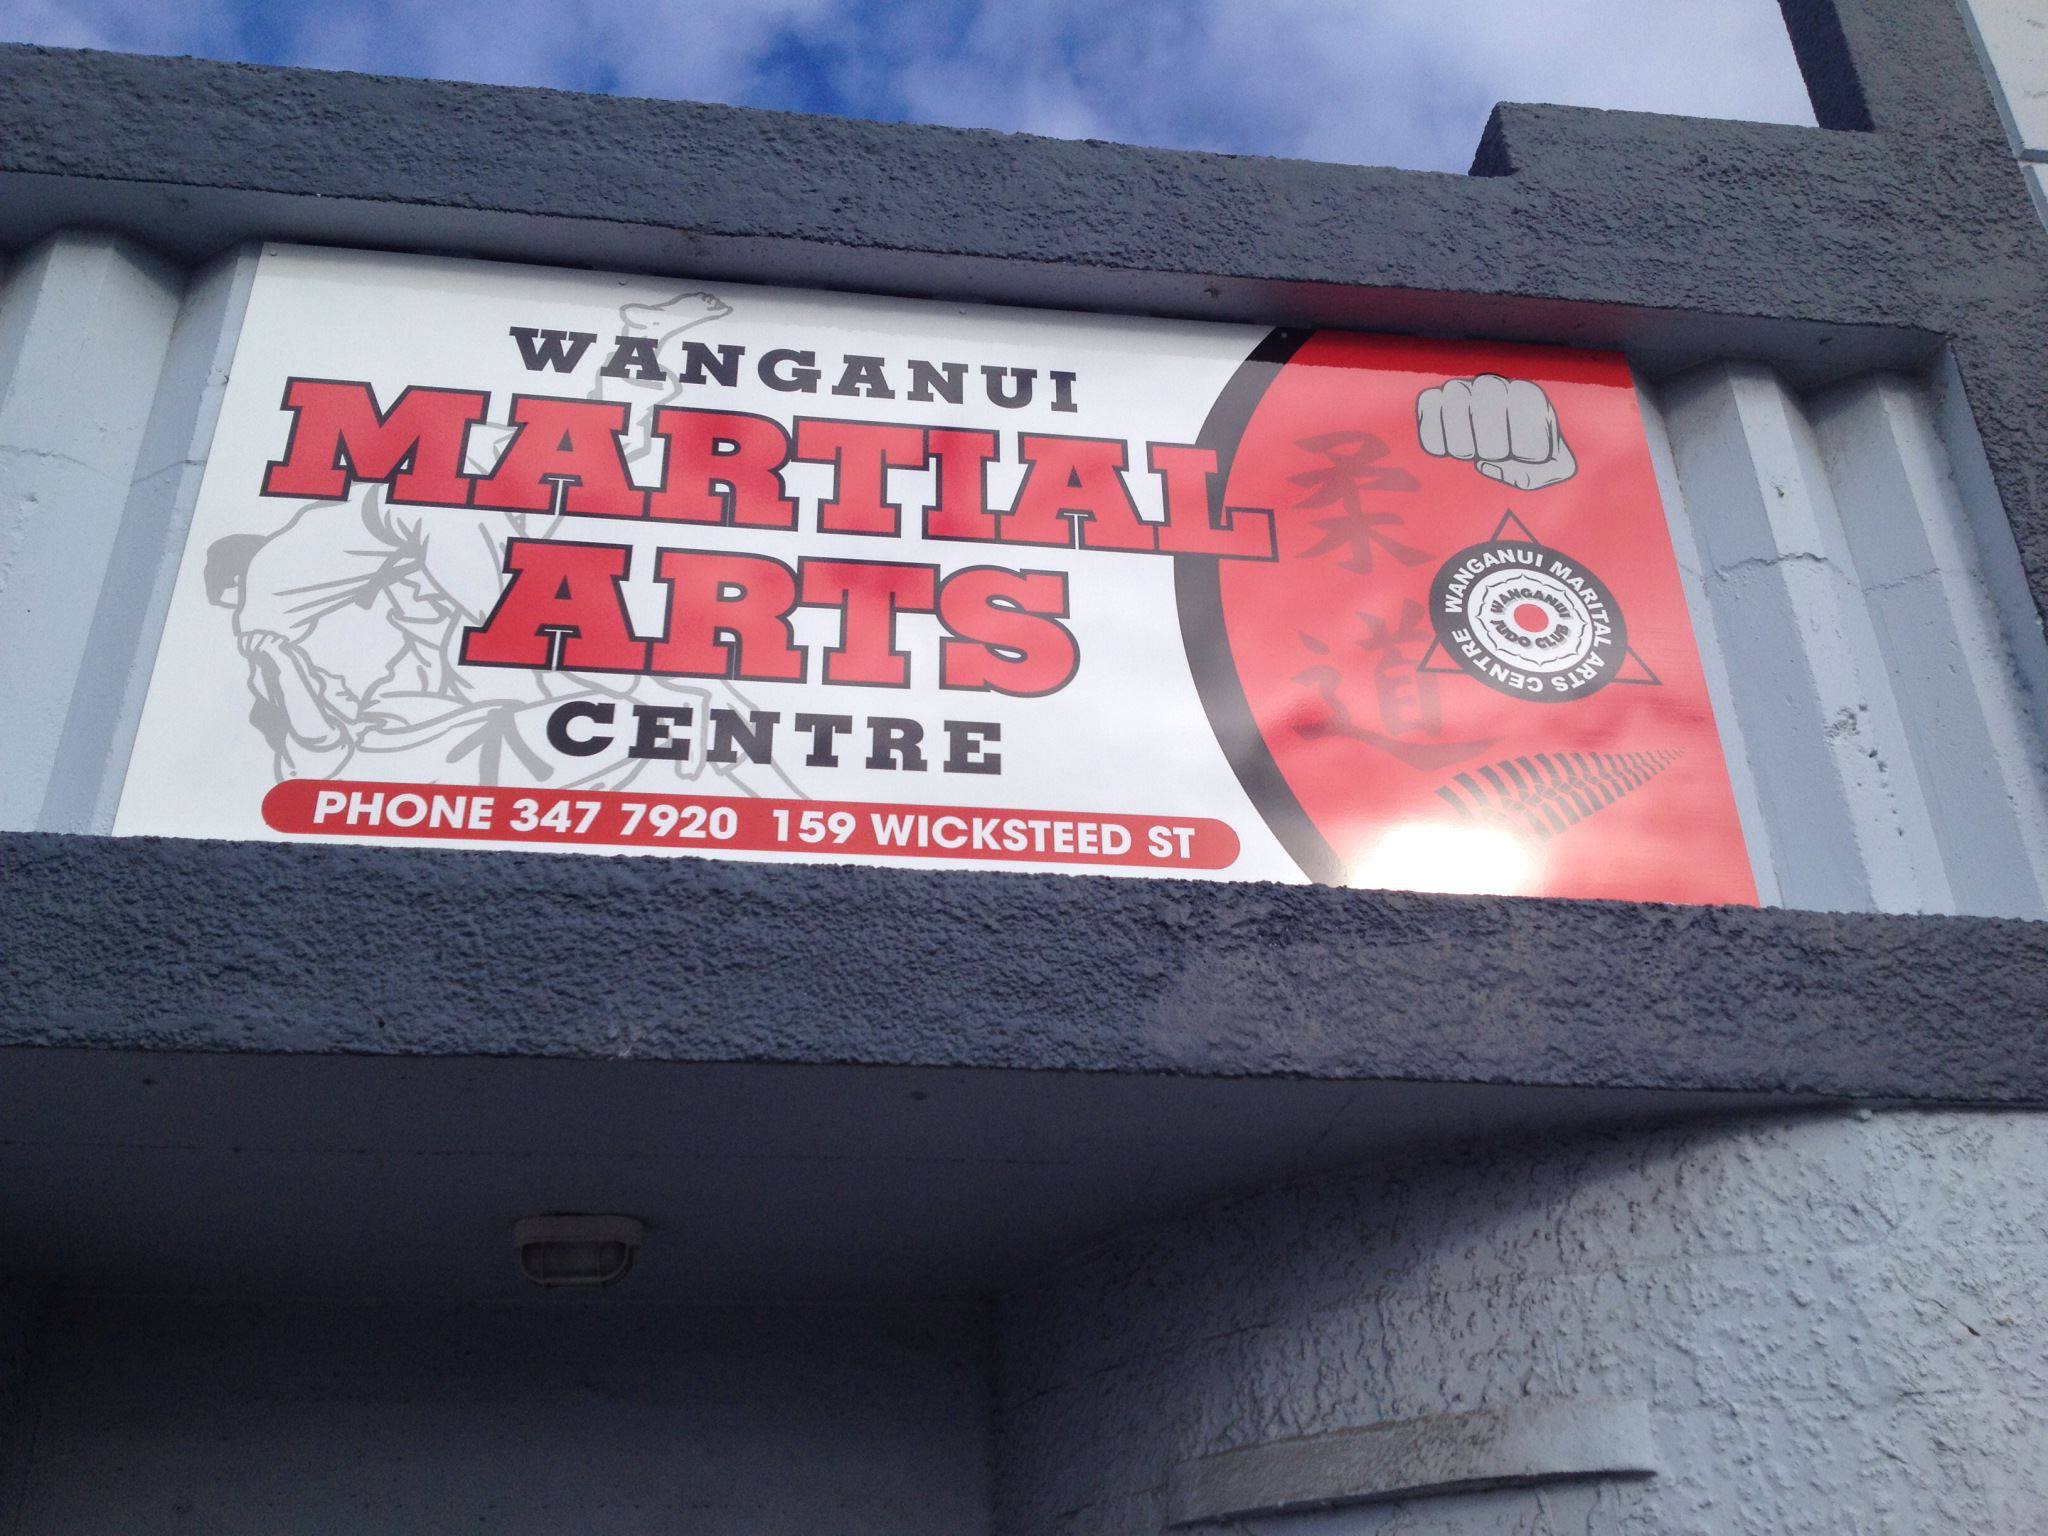 WANGANUI
MARTIAL
ARTS
CENTRE
PHONE 347 7920 159 WICKSTEED ST
柔道
WANGANUI MARITAL ARTS CENTRE
WANGANUI
JUDO CLUB